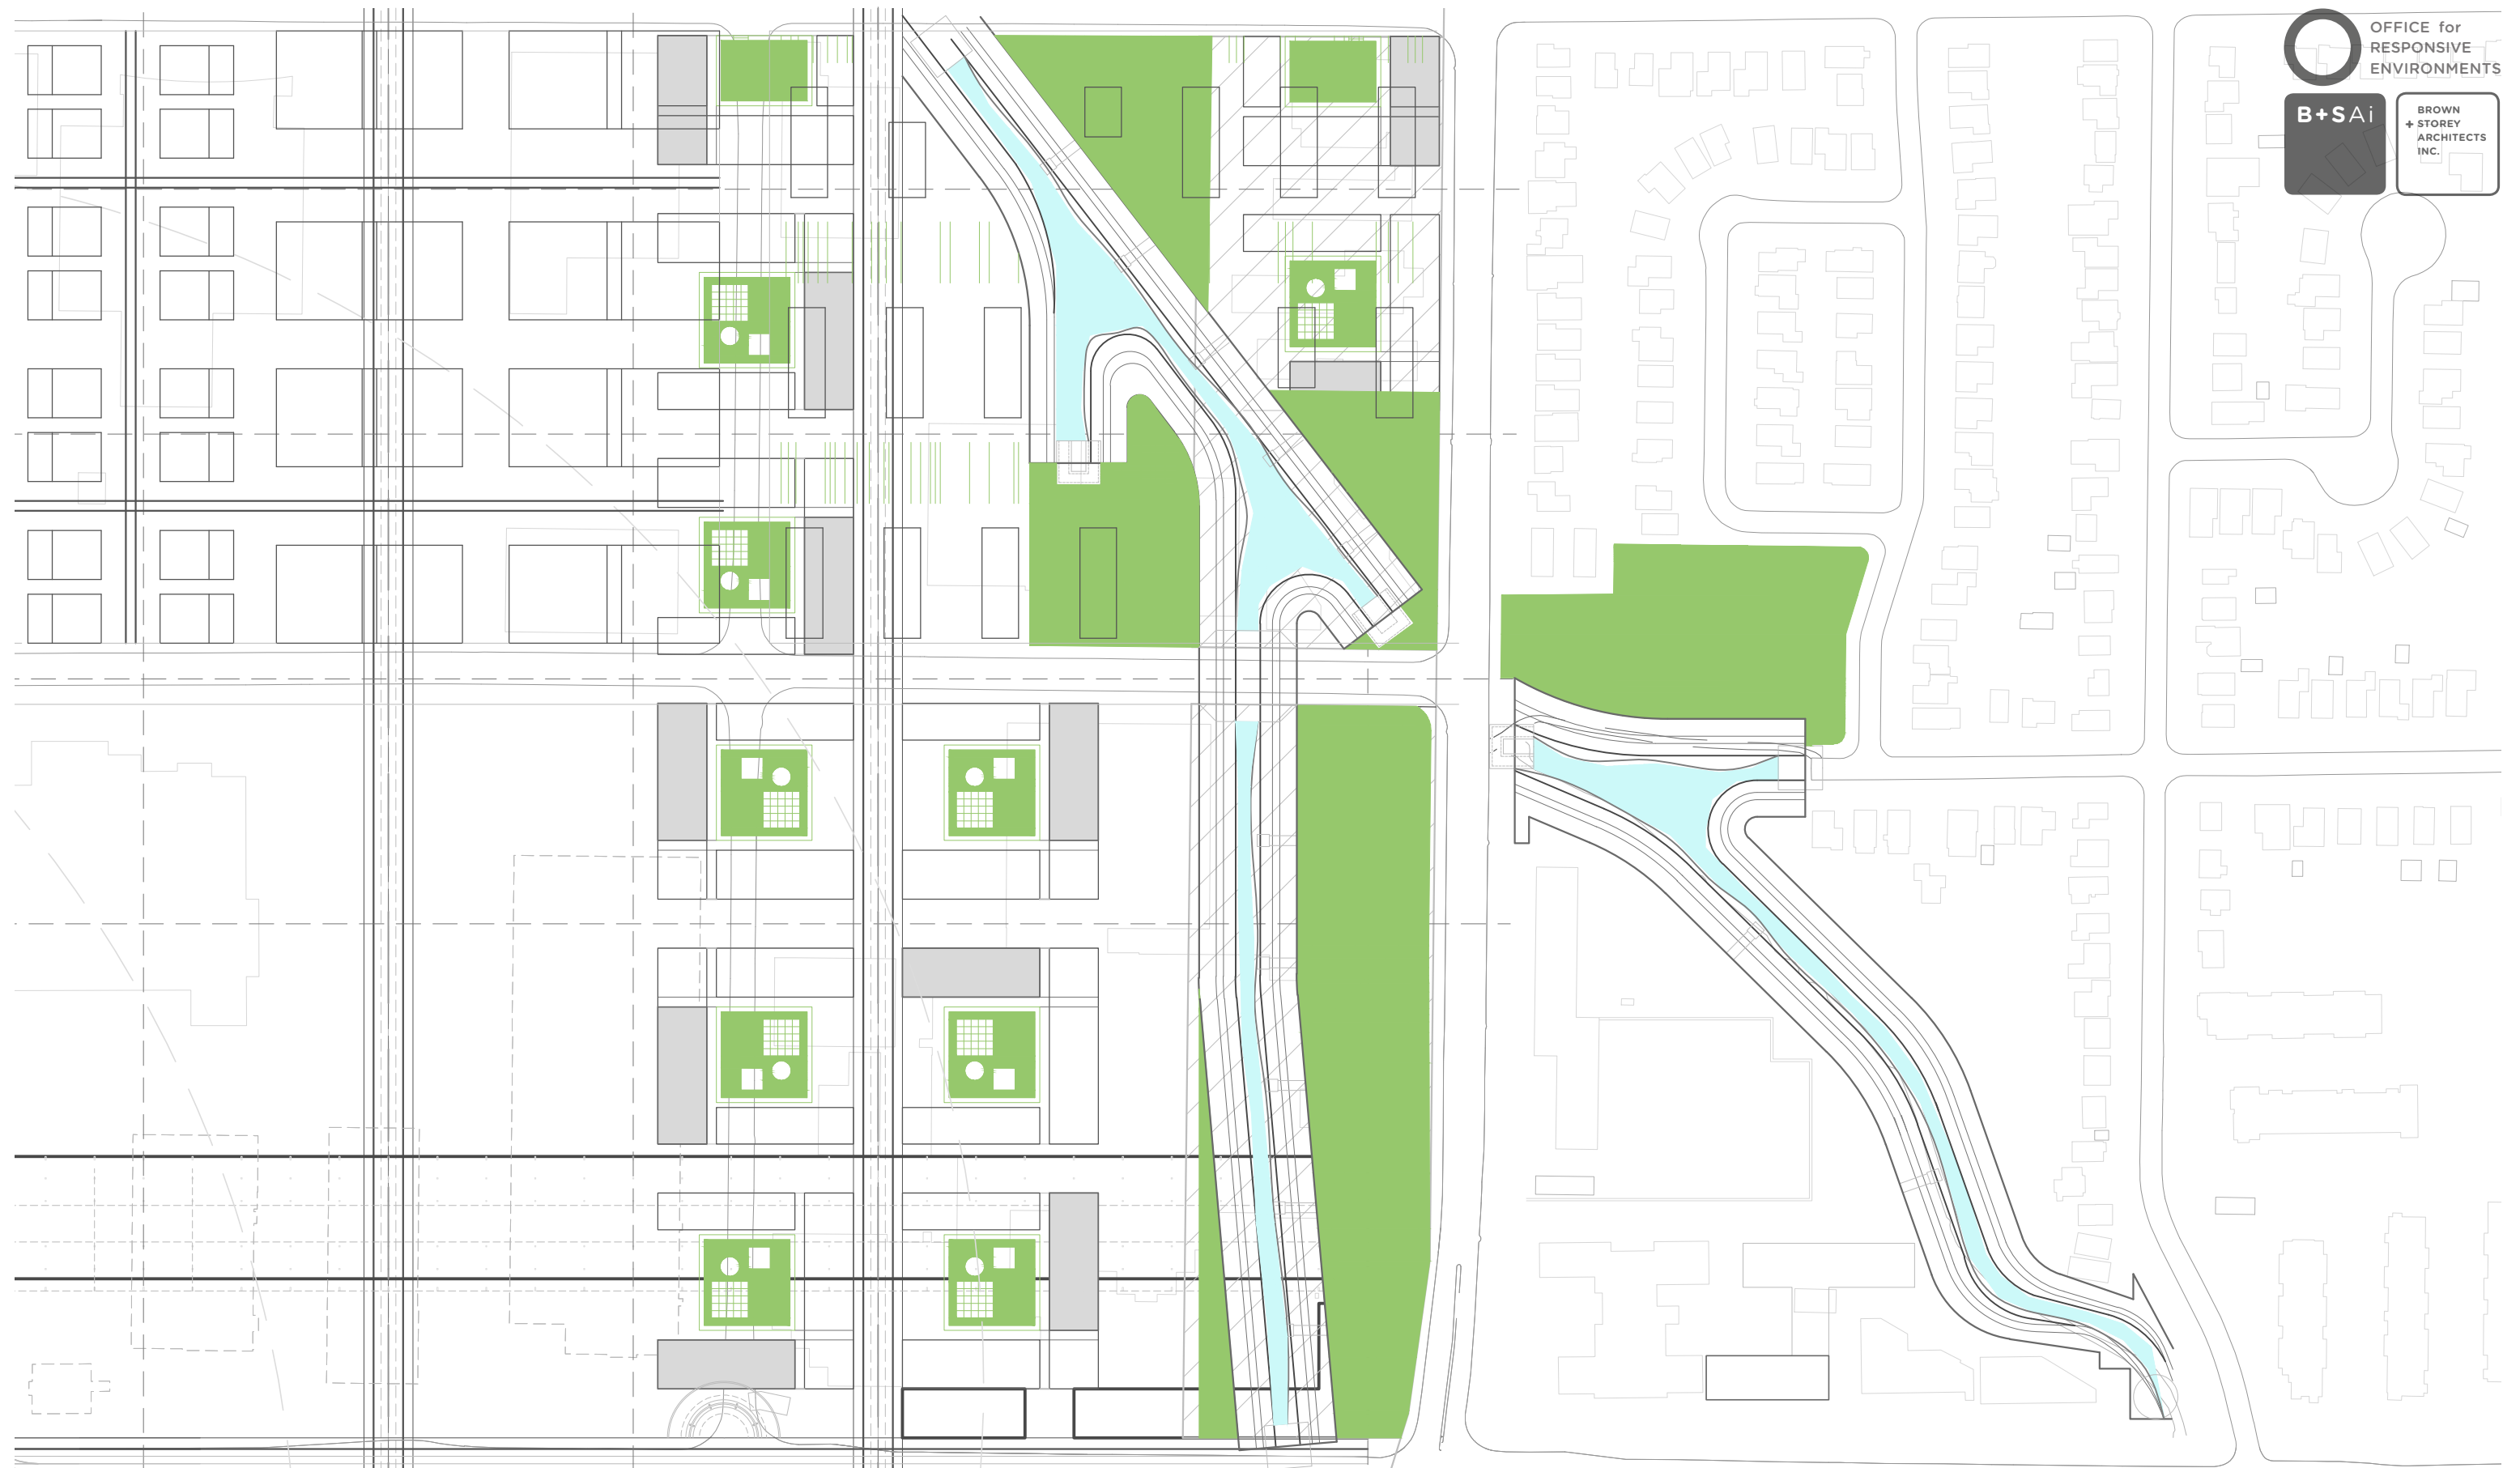 OFFICE for
RESPONSIVE
ENVIRONMENTS
B+SAi
BROWN
+ STOREY
ARCHITECTS
INC.